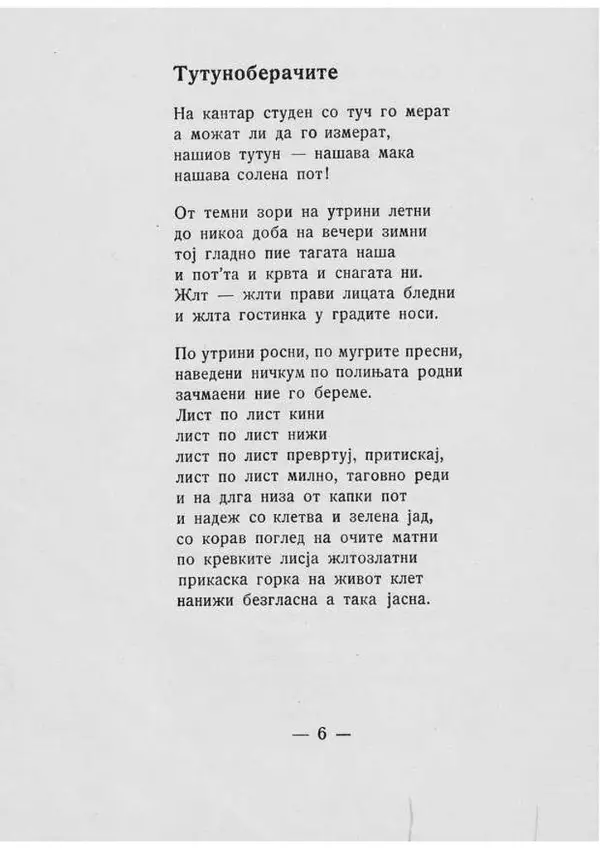 Тутуноберачите
На кантар студен со туч го мерат
а можат ли да го измерат,
нашиов тутун — нашава мака
нашава солена пот!
От темни зори на утрини летни
до никоа доба на вечери зимни
тој гладно пие тагата наша
и пот'та и крвта и снагата ни.
Жлт — жлти прави лицата бледни
и жлта гостинка у градите носи.
По утрини росни, по мугрите пресни,
наведени ничкум по полињата родни
зачмаени ние го береме.
Лист по лист кини
лист по лист нижи
лист по лист превртуј, притискај,
лист по лист милно, таговно реди
и на длга низа от капки пот
и надеж со клетва и зелена јад,
со корав поглед на очите матни
по кревките лисја жлтозлатни
прикаска горка на живот клет
нанижи безгласна а така јасна.
— 6 —